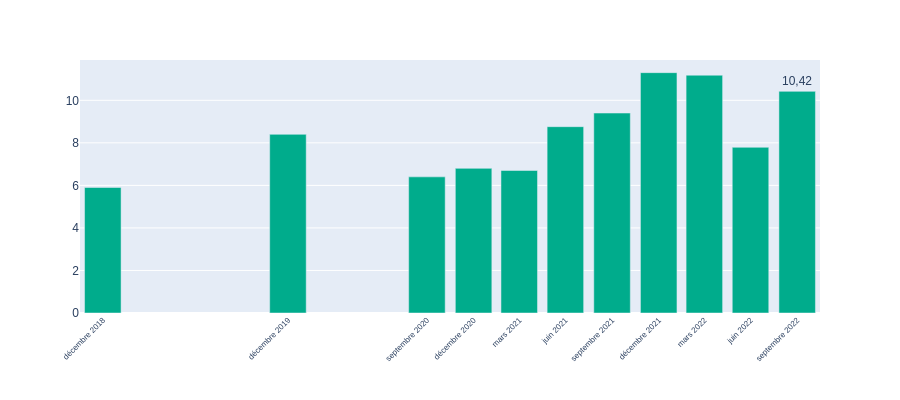 10,42
10
8
6
4
2
0
décembre 2018
décembre 2019
septembre 2020
décembre 2020
mars 2021
juin 2021
septembre 2021
décembre 2021
mars 2022
juin 2022
septembre 2022